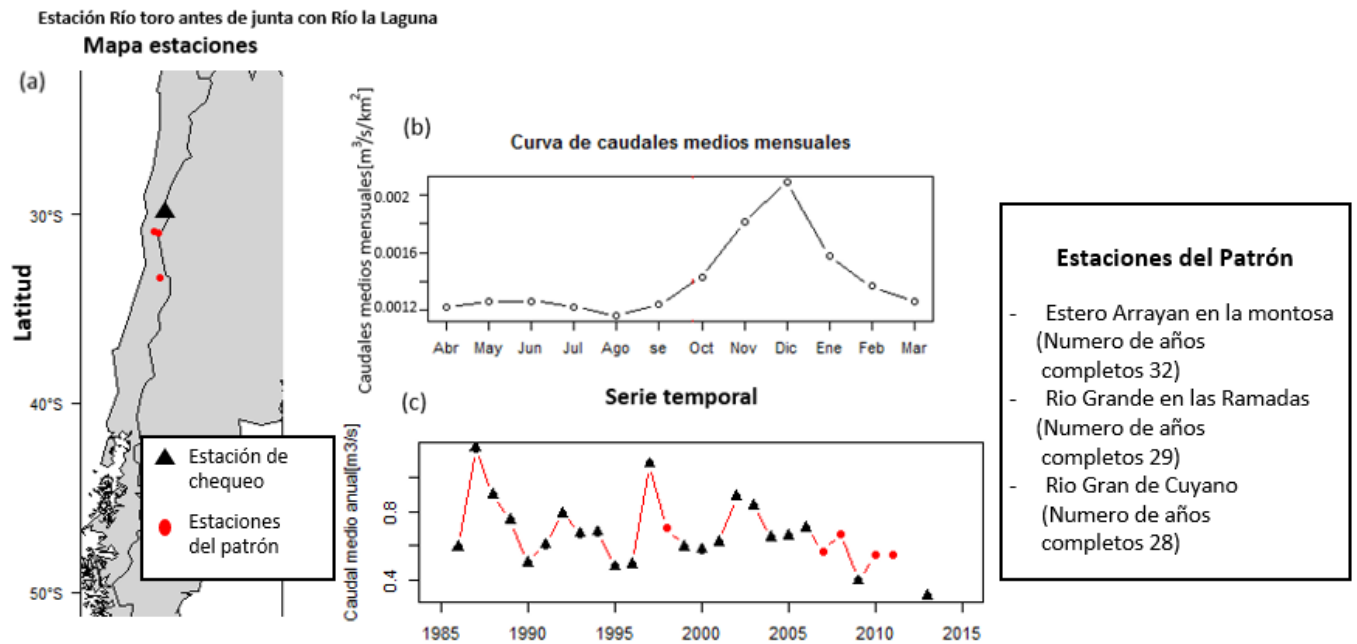 Estación Río toro antes de junta con Río la Laguna
Mapa estaciones
(a)
Latitud
30°S
40°S
50°S
Estación de
chequeo
Estaciones
del patrón
(b)
Curva de caudales medios mensuales
Caudales medios mensuales[m³/s/km²]
0.002
0.0016
0.0012
Abr May Jun Jul Ago se Oct Nov Dic Ene Feb Mar
(c)
Serie temporal
Caudal medio anual[m3/s]
0.8
0.4
1985 1990 1995 2000 2005 2010 2015
Estaciones del Patrón
- Estero Arrayan en la montosa
(Numero de años
completos 32)
- Rio Grande en las Ramadas
(Numero de años
completos 29)
- Rio Gran de Cuyano
(Numero de años
completos 28)